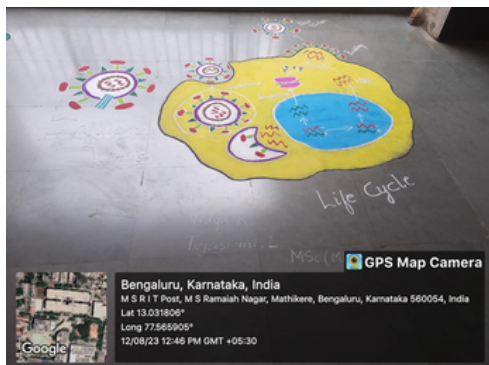 Life Cycle
Tejaswini.L
MSc
GPS Map Camera
Bengaluru, Karnataka, India
M S R I T Post, M S Ramaiah Nagar, Mathikere, Bengaluru, Karnataka 560054, India
Lat 13.031806°
Long 77.565905°
12/08/23 12:46 PM GMT +05:30
Google